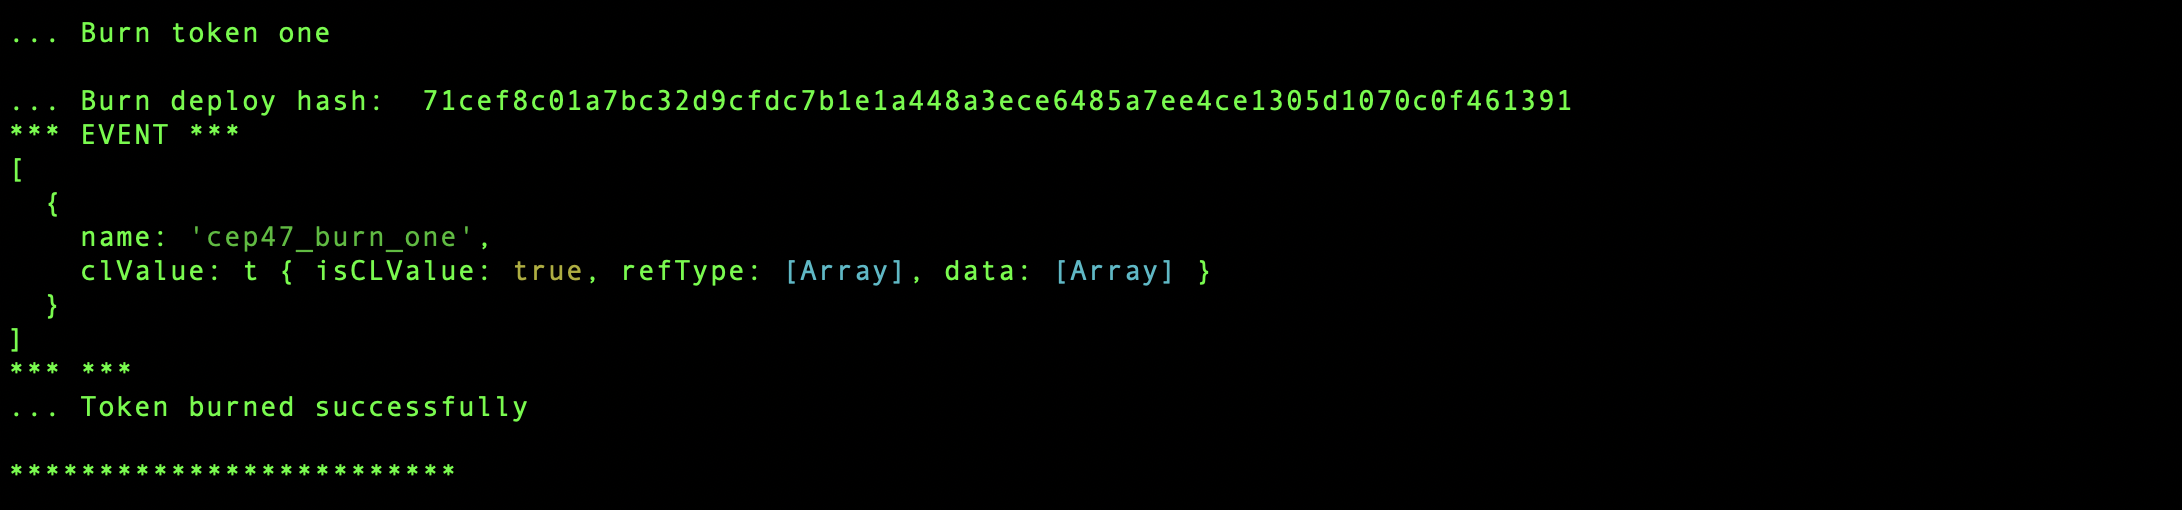 ... Burn token one
... Burn deploy hash:  71cef8c01a7bc32d9cfdc7b1e1a448a3ece6485a7ee4ce1305d1070c0f461391
*** EVENT ***
[
  {
    name: 'cep47_burn_one',
    clValue: t { isCLValue: true, refType: [Array], data: [Array] }
  }
]
*** ***
... Token burned successfully
*************************